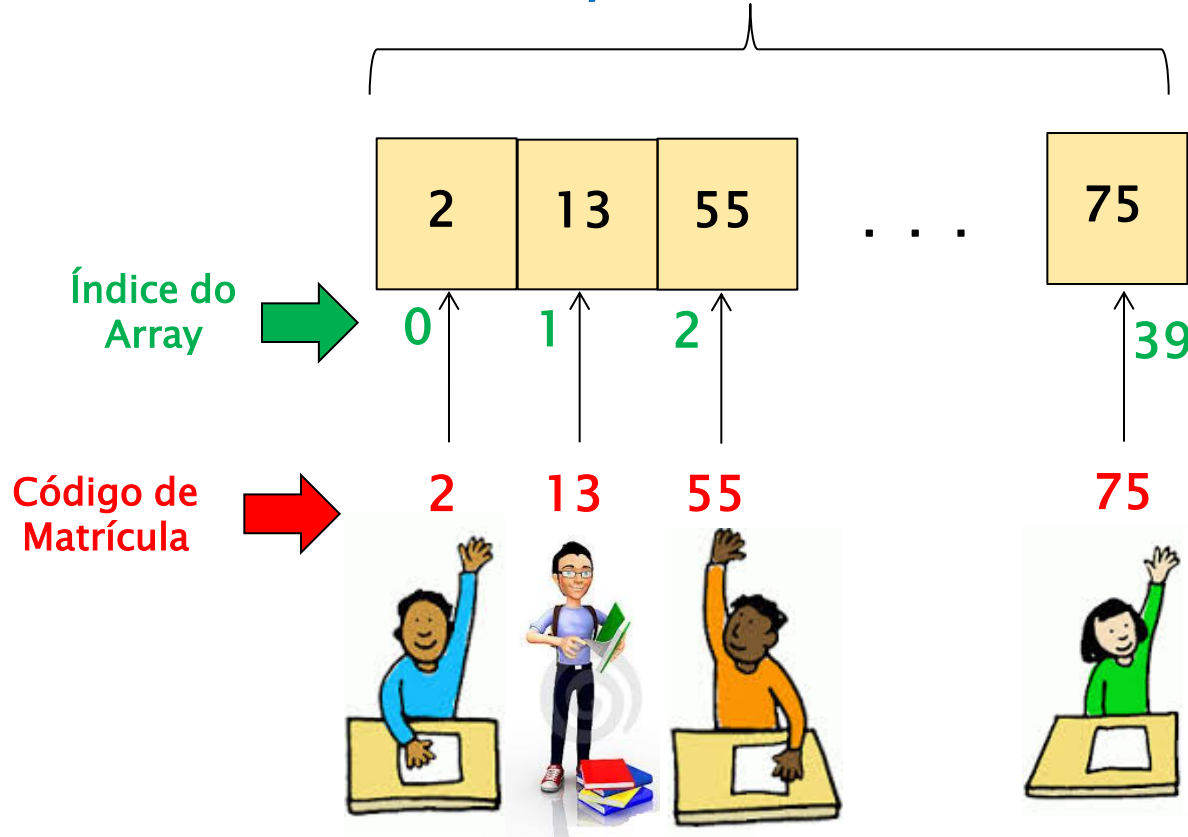 2 13 55 . . . 75
Índice do
Array
0 1 2 39
Código de
Matrícula
2 13 55 75